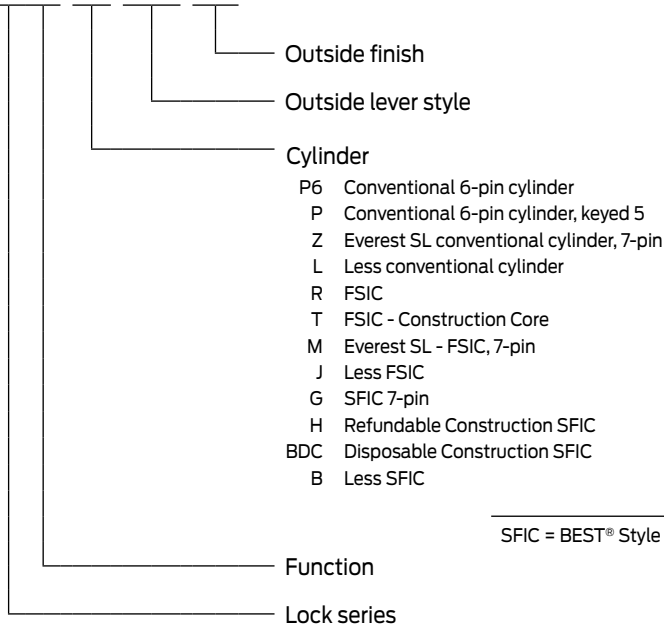 Outside finish
Outside lever style
Cylinder
P6 Conventional 6-pin cylinder
P Conventional 6-pin cylinder, keyed 5
Z Everest SL conventional cylinder, 7-pin
L Less conventional cylinder
R FSIC
T FSIC - Construction Core
M Everest SL - FSIC, 7-pin
J Less FSIC
G SFIC 7-pin
H Refundable Construction SFIC
BDC Disposable Construction SFIC
B Less SFIC
SFIC = BEST® Style
Function
Lock series